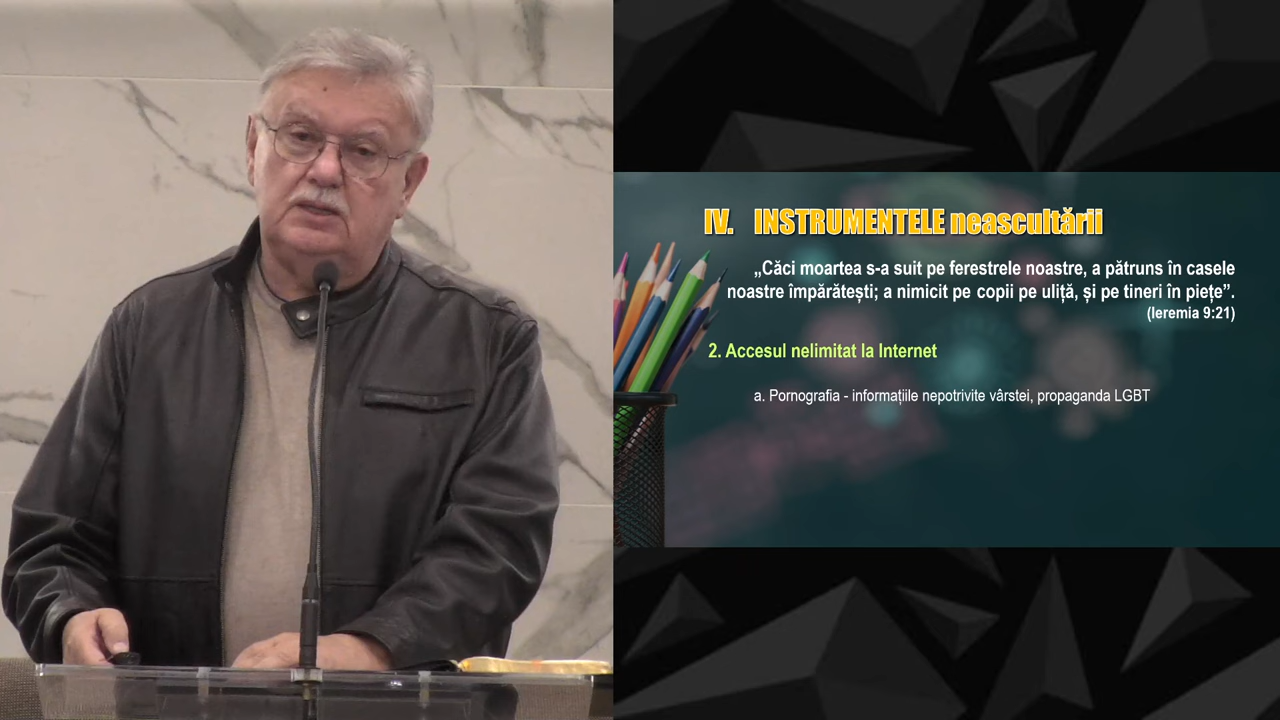 IV. INSTRUMENTELE neascultării
„Căci moartea s-a suit pe ferestrele noastre, a pătruns în casele
noastre împărătești; a nimicit pe copii pe uliță, și pe tineri în piețe”.
(Ieremia 9:21)
2. Accesul nelimitat la Internet
a. Pornografia - informațiile nepotrivite vârstei, propaganda LGBT